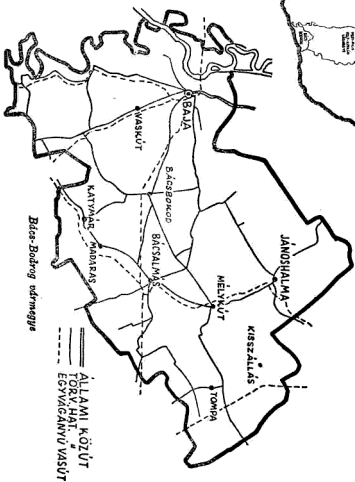 BAJA
VASKÚT
BÁCSBOKOD
KATYMÁR
MADARAS
BÁCSALMÁS
MÉLYKÚT
JÁNOSHALMA
KISSZÁLLÁS
TOMPA
Bács-Bodrog vármegye
ÁLLAMI KÖZÚT
TÖRV. HAT. "
EGYVÁGÁNYÚ VASÚT